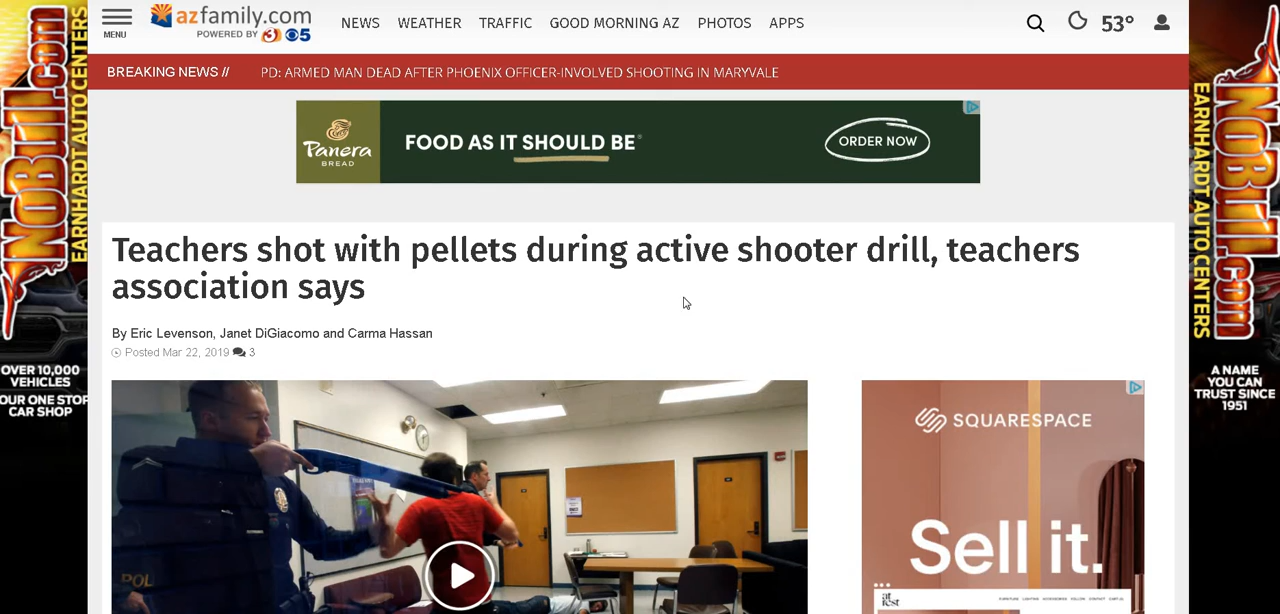 MENU
azfamily.com
POWERED BY 3 5
NEWS WEATHER TRAFFIC GOOD MORNING AZ PHOTOS APPS
53°
BREAKING NEWS // PD: ARMED MAN DEAD AFTER PHOENIX OFFICER-INVOLVED SHOOTING IN MARYVALE
Panera
BREAD
FOOD AS IT SHOULD BE®
ORDER NOW
Teachers shot with pellets during active shooter drill, teachers
association says
By Eric Levenson, Janet DiGiacomo and Carma Hassan
Posted Mar 22, 2019 3
POL
SQUARESPACE
Sell it.
at
rest
NOBull.com
EARNHARDT AUTO CENTERS
OVER 10,000
VEHICLES
OUR ONE STOP
CAR SHOP
NOBull.com
EARNHARDT AUTO CENTERS
A NAME
YOU CAN
TRUST SINCE
1951